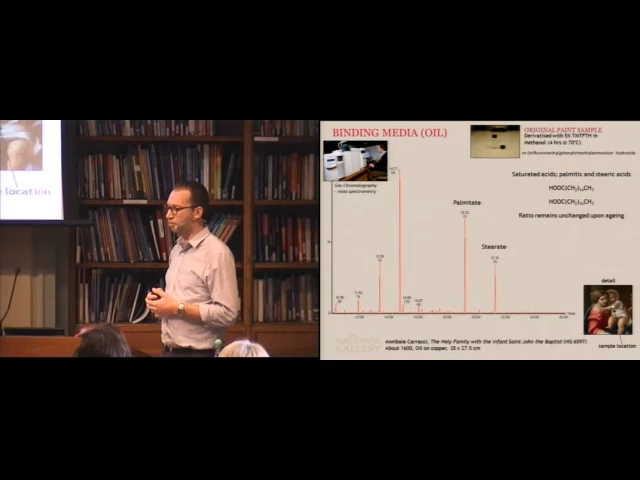 location
BINDING MEDIA (OIL)
Gas Chromatography
- mass spectrometry
ORIGINAL PAINT SAMPLE
Derivatised with 5% TMTFTH in
methanol (4 hrs @ 70°C)
Saturated acids; palmitic and stearic acids
HOOC(CH₂)₁₄CH₃
HOOC(CH₂)₁₆CH₃
Ratio remains unchanged upon ageing
Palmitate
Stearate
detail
sample location
NATIONAL
GALLERY
Annibale Carracci, The Holy Family with the Infant Saint John the Baptist (NG 6597)
About 1600, Oil on copper, 35 x 27.5 cm